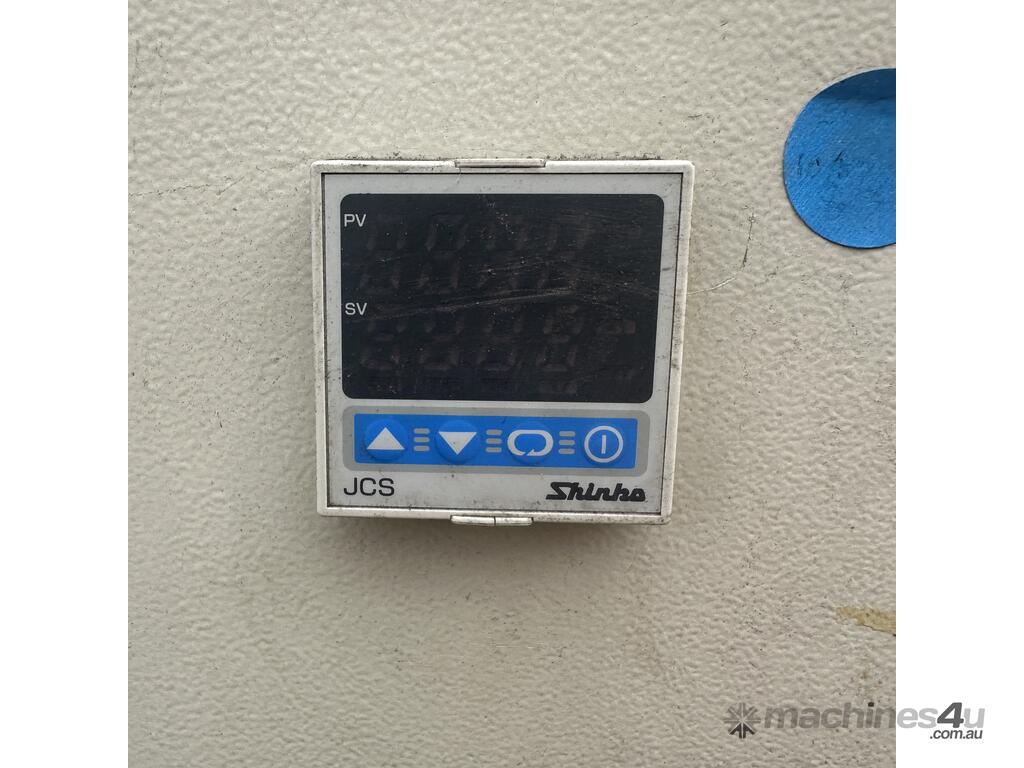 PV
SV
JCS
Shinko
machines4u
.com.au